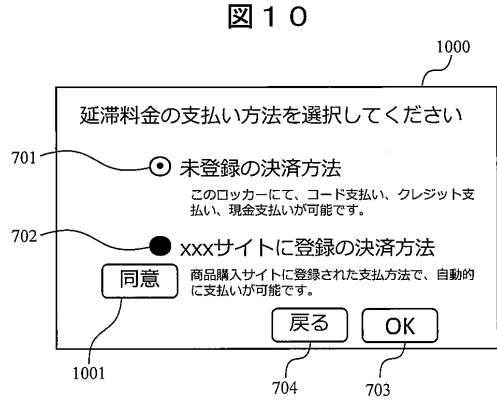 図１０
1000
延滞料金の支払い方法を選択してください
701
未登録の決済方法
このロッカーにて、コード支払い、クレジット支
払い、現金支払いが可能です。
702
xxxサイトに登録の決済方法
同意
商品購入サイトに登録された支払方法で、自動的
に支払いが可能です。
戻る
OK
1001
704
703